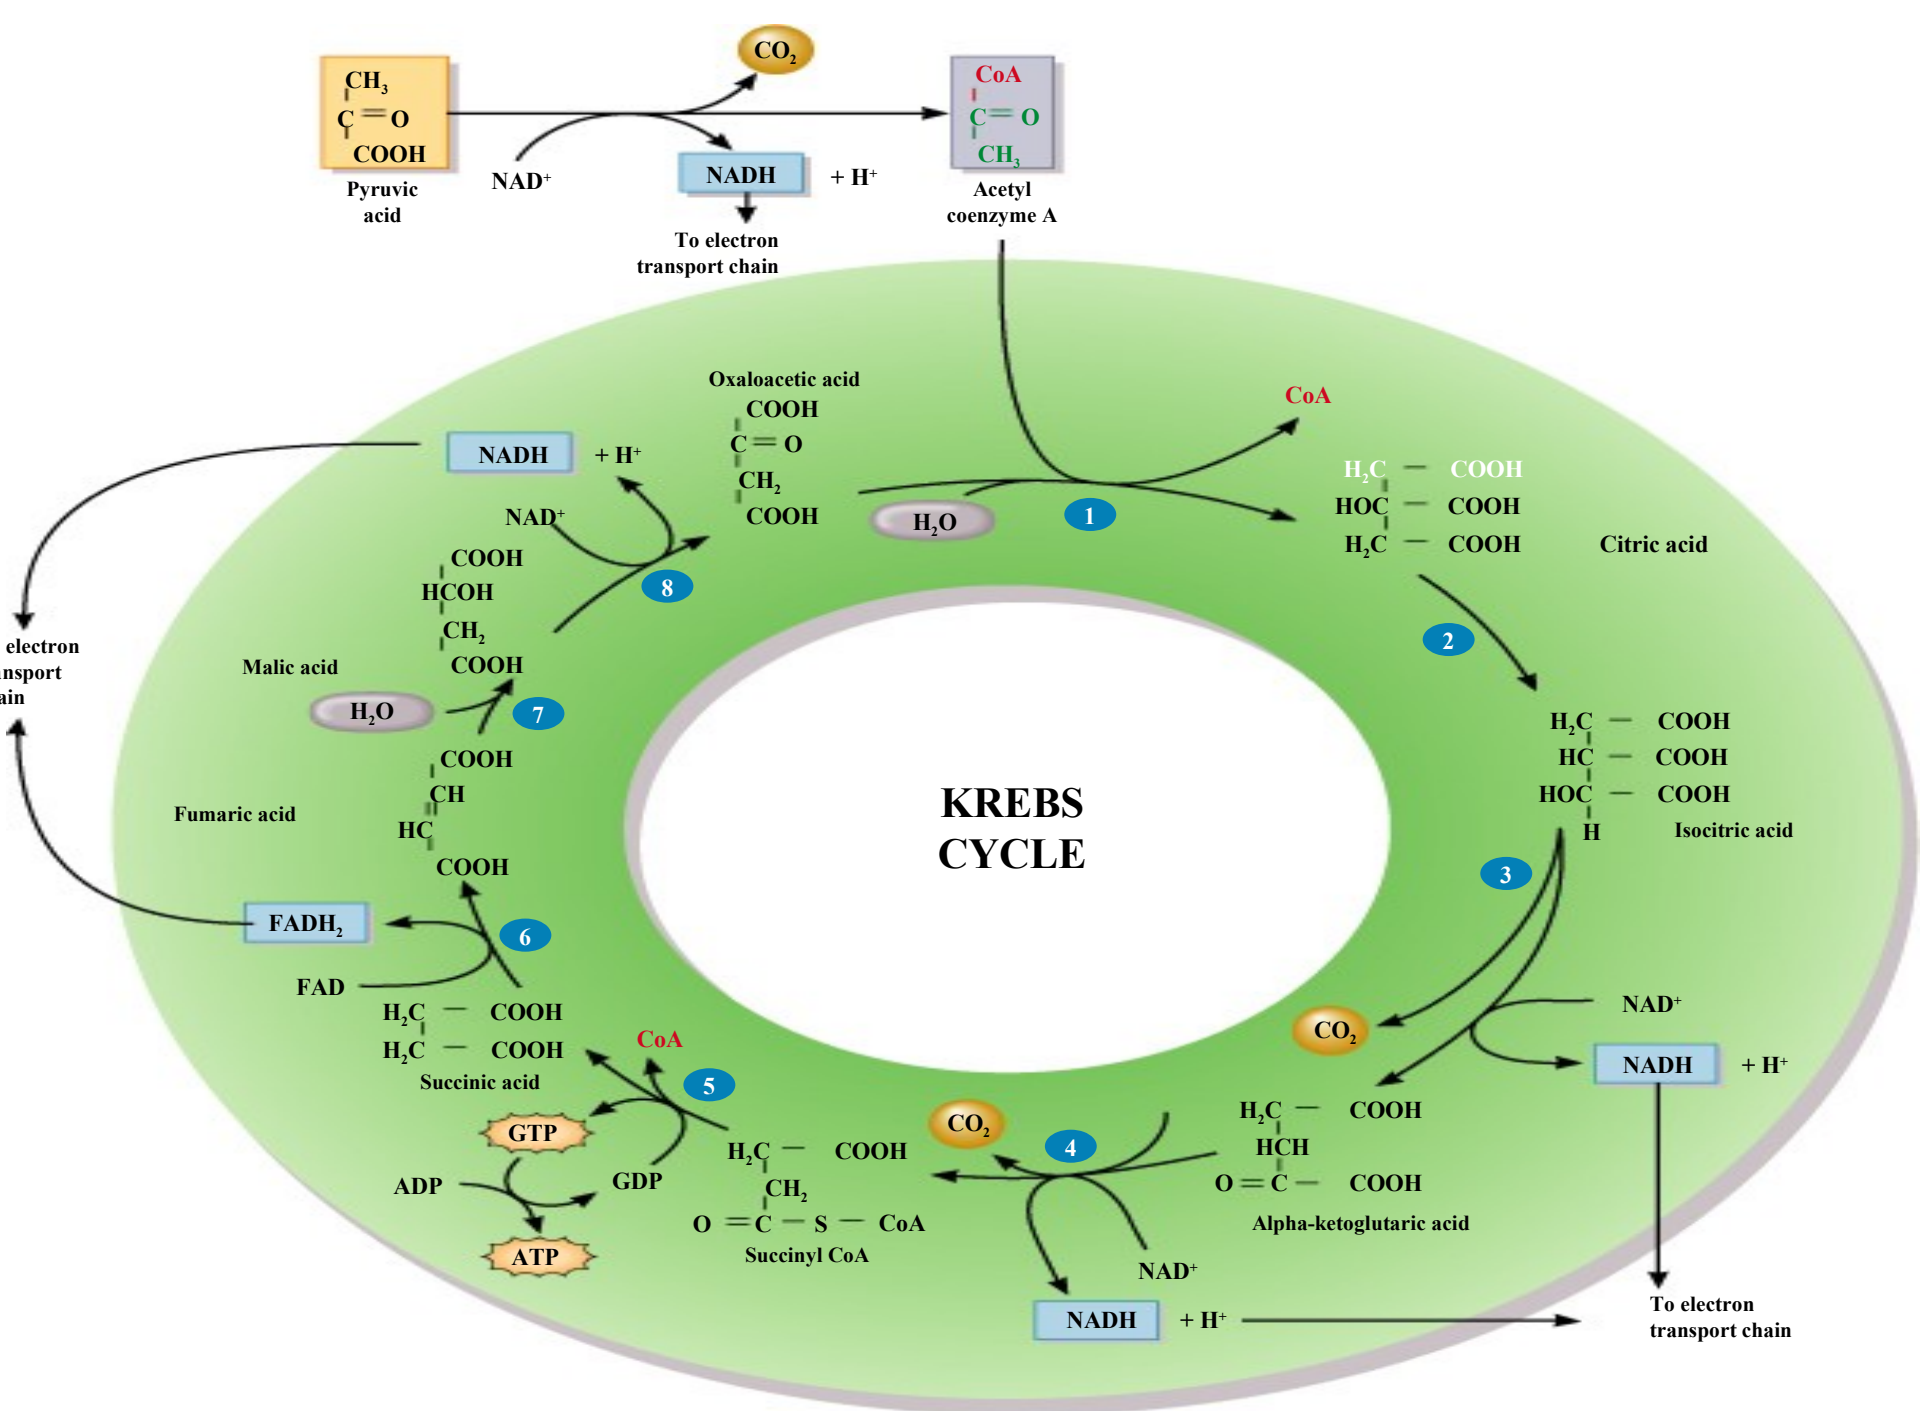 CO₂
CH₃
C = O
COOH
Pyruvic
acid
NAD⁺
NADH + H⁺
To electron
transport chain
CoA
C = O
CH₃
Acetyl
coenzyme A
Oxaloacetic acid
COOH
C = O
CH₂
COOH
H₂O
1
CoA
H₂C — COOH
HOC — COOH
H₂C — COOH
Citric acid
2
H₂C — COOH
HC — COOH
HOC — COOH
H
Isocitric acid
3
CO₂
NAD⁺
NADH + H⁺
To electron
transport chain
H₂C — COOH
HCH
O = C — COOH
Alpha-ketoglutaric acid
4
CO₂
NAD⁺
NADH + H⁺
H₂C — COOH
CH₂
O = C — S — CoA
Succinyl CoA
5
CoA
GDP
GTP
ADP
ATP
H₂C — COOH
H₂C — COOH
Succinic acid
6
FAD
FADH₂
COOH
CH
HC
COOH
Fumaric acid
7
H₂O
COOH
HCOH
CH₂
COOH
Malic acid
8
NAD⁺
NADH + H⁺
electron
nsport
ain
KREBS
CYCLE